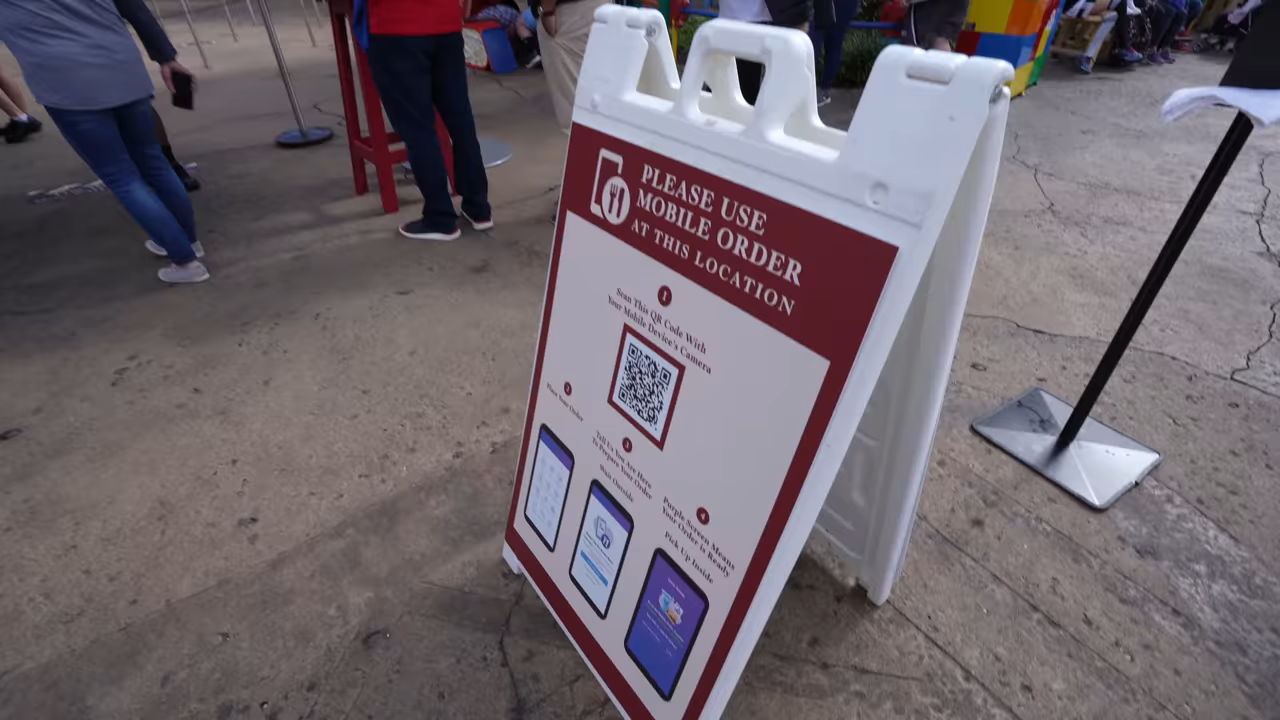 PLEASE USE
MOBILE ORDER
AT THIS LOCATION
1
Scan This QR Code With
Your Mobile Device's Camera
2
Place Your Order
3
Tell Us You Are Here
To Prepare Your Order
Wait Outside
4
Purple Screen Means
Your Order is Ready
Pick Up Inside